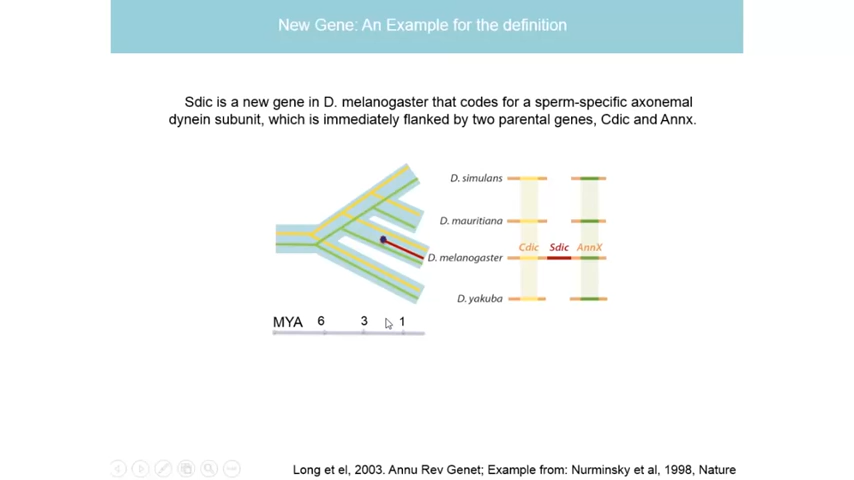 New Gene: An Example for the definition
Sdic is a new gene in D. melanogaster that codes for a sperm-specific axonemal
dynein subunit, which is immediately flanked by two parental genes, Cdic and Annx.
D. simulans
D. mauritiana
Cdic Sdic AnnX
D. melanogaster
D. yakuba
MYA 6 3 1
Long et el, 2003. Annu Rev Genet; Example from: Nurminsky et al, 1998, Nature